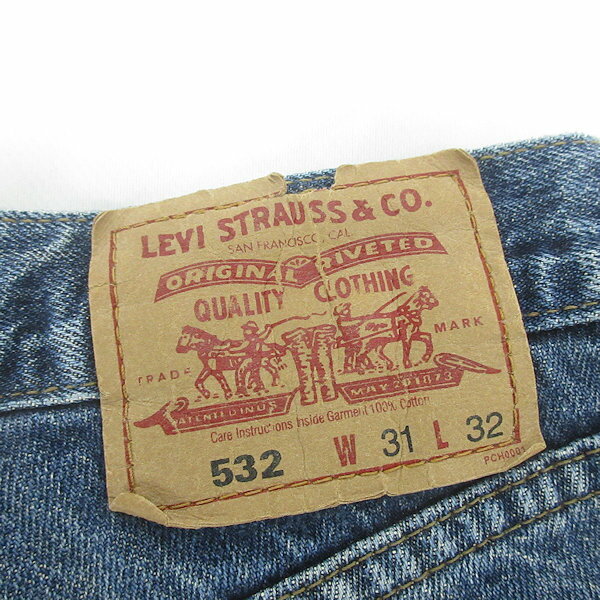 LEVI STRAUSS & CO.
SAN FRANCISCO, CAL.
ORIGINAL RIVETED
QUALITY CLOTHING
TRADE MARK
PATENTED IN U.S. MAY 20 1873
Care Instructions Inside Garment 100% Cotton
532 W 31 L 32